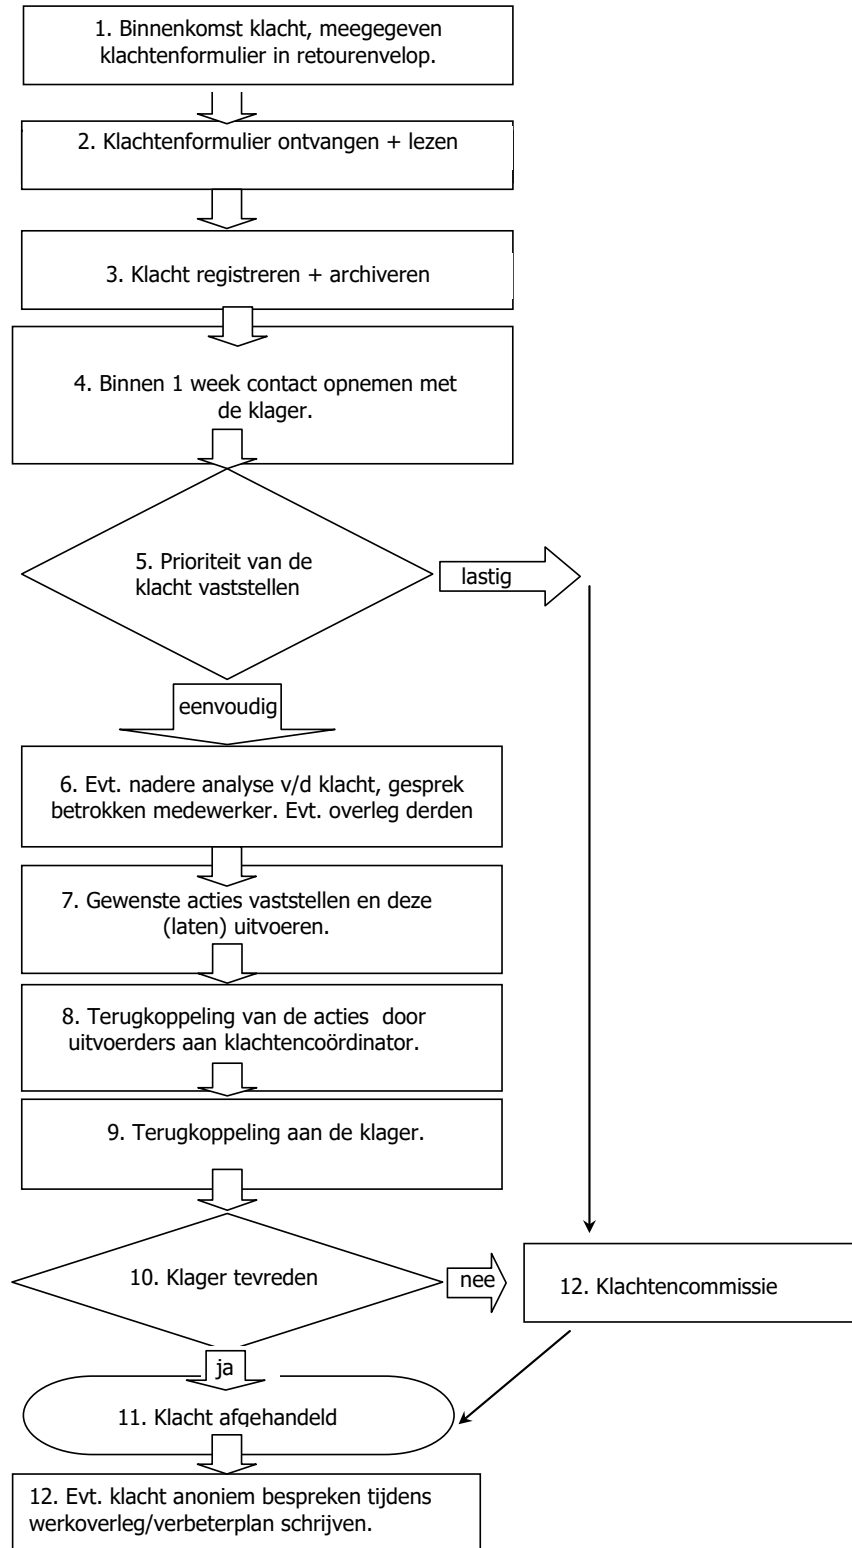 1. Binnenkomst klacht, meegegeven
klachtenformulier in retourenvelop.
2. Klachtenformulier ontvangen + lezen
3. Klacht registreren + archiveren
4. Binnen 1 week contact opnemen met
de klager.
5. Prioriteit van de
klacht vaststellen
lastig
eenvoudig
6. Evt. nadere analyse v/d klacht, gesprek
betrokken medewerker. Evt. overleg derden
7. Gewenste acties vaststellen en deze
(laten) uitvoeren.
8. Terugkoppeling van de acties  door
uitvoerders aan klachtencoördinator.
9. Terugkoppeling aan de klager.
10. Klager tevreden
nee
12. Klachtencommissie
ja
11. Klacht afgehandeld
12. Evt. klacht anoniem bespreken tijdens
werkoverleg/verbeterplan schrijven.